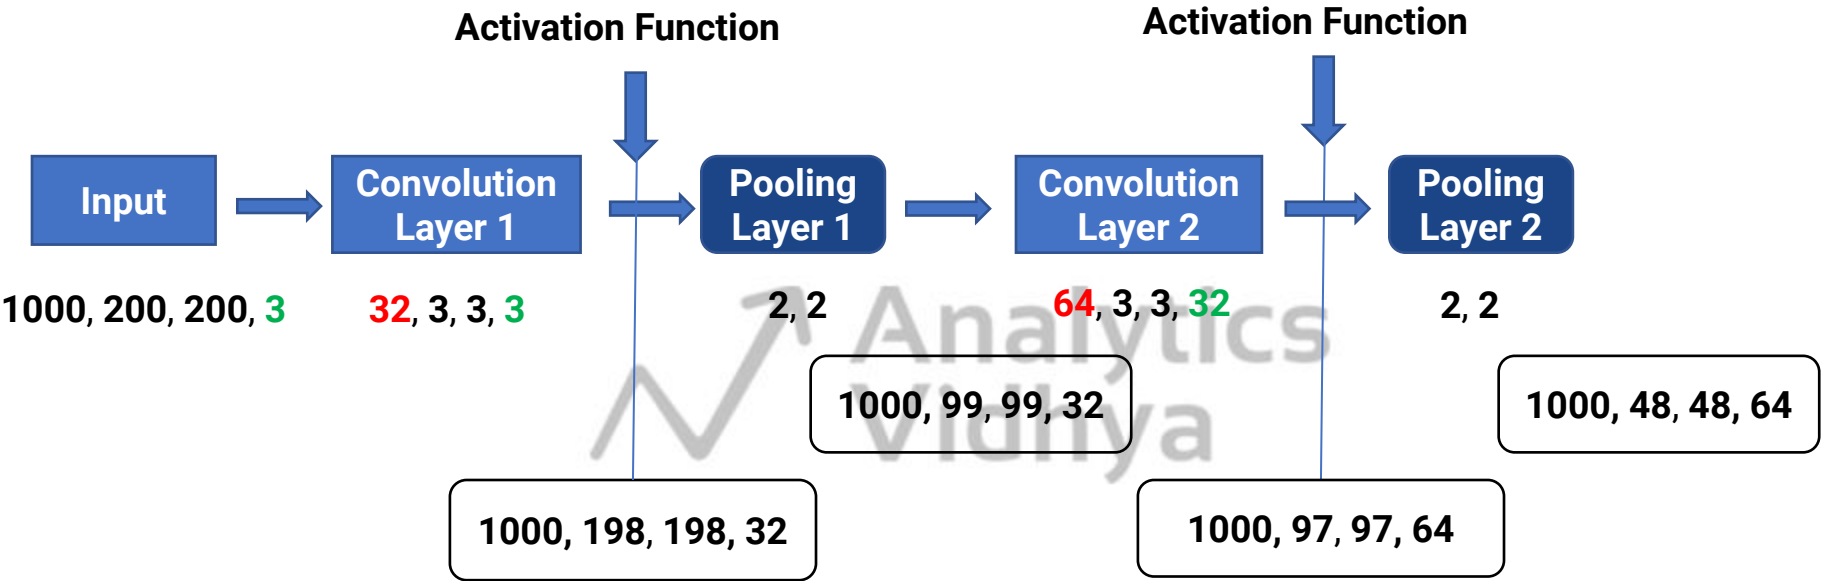 Activation Function
Activation Function
Input
Convolution
Layer 1
Pooling
Layer 1
Convolution
Layer 2
Pooling
Layer 2
1000, 200, 200, 3
32, 3, 3, 3
2, 2
64, 3, 3, 32
2, 2
Analytics
Vidhya
1000, 99, 99, 32
1000, 48, 48, 64
1000, 198, 198, 32
1000, 97, 97, 64